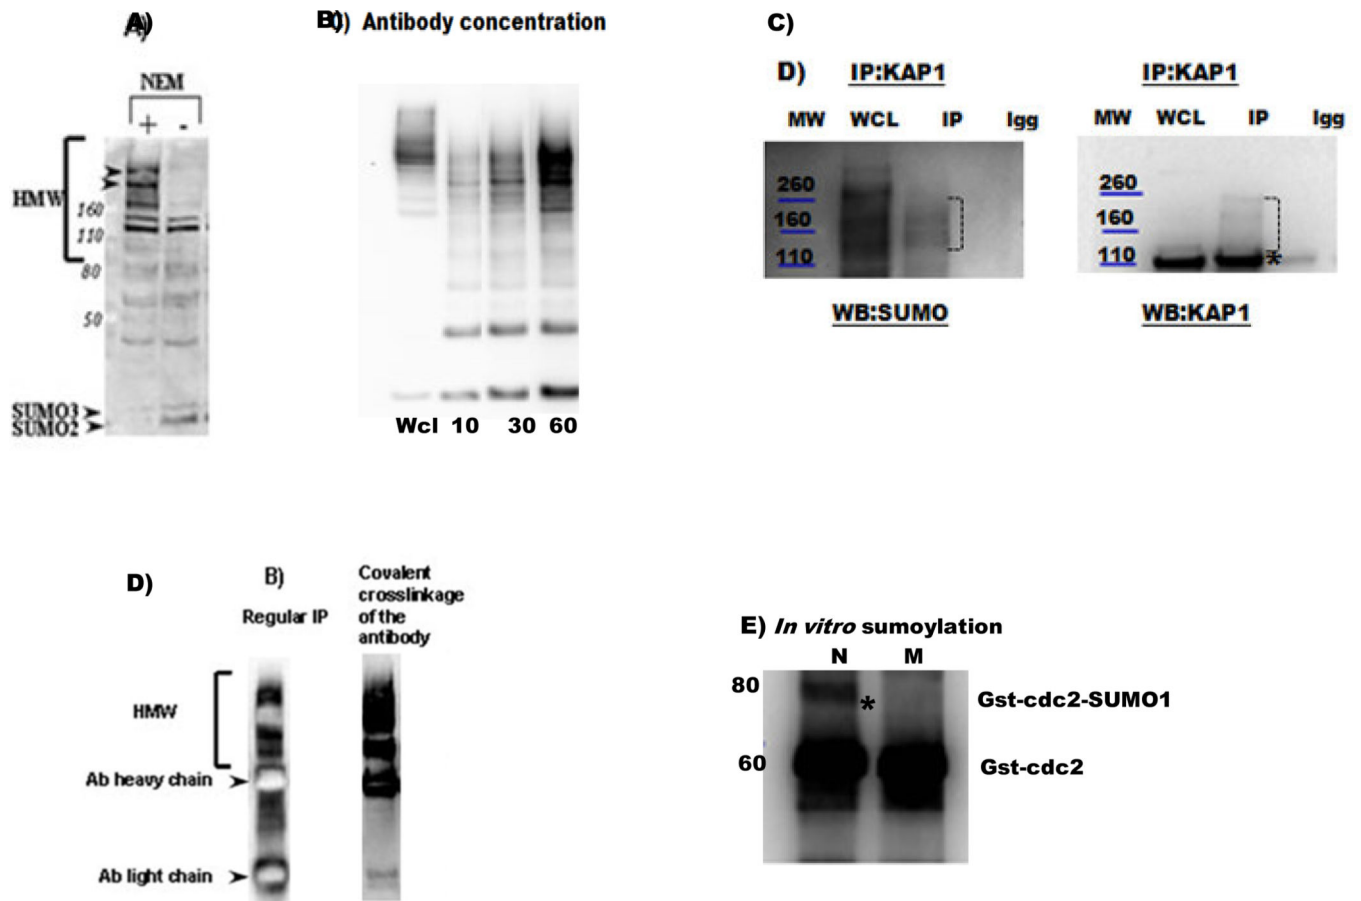 A)
NEM
+ -
HMW
160
110
80
50
SUMO3
SUMO2
B) Antibody concentration
Wcl 10 30 60
C)
D) IP:KAP1 IP:KAP1
MW WCL IP Igg MW WCL IP Igg
260 260
160 160
110 110 *
WB:SUMO WB:KAP1
D) B)
Regular IP
Covalent
crosslinkage
of the
antibody
HMW
Ab heavy chain
Ab light chain
E) In vitro sumoylation
N M
80 * Gst-cdc2-SUMO1
60 Gst-cdc2